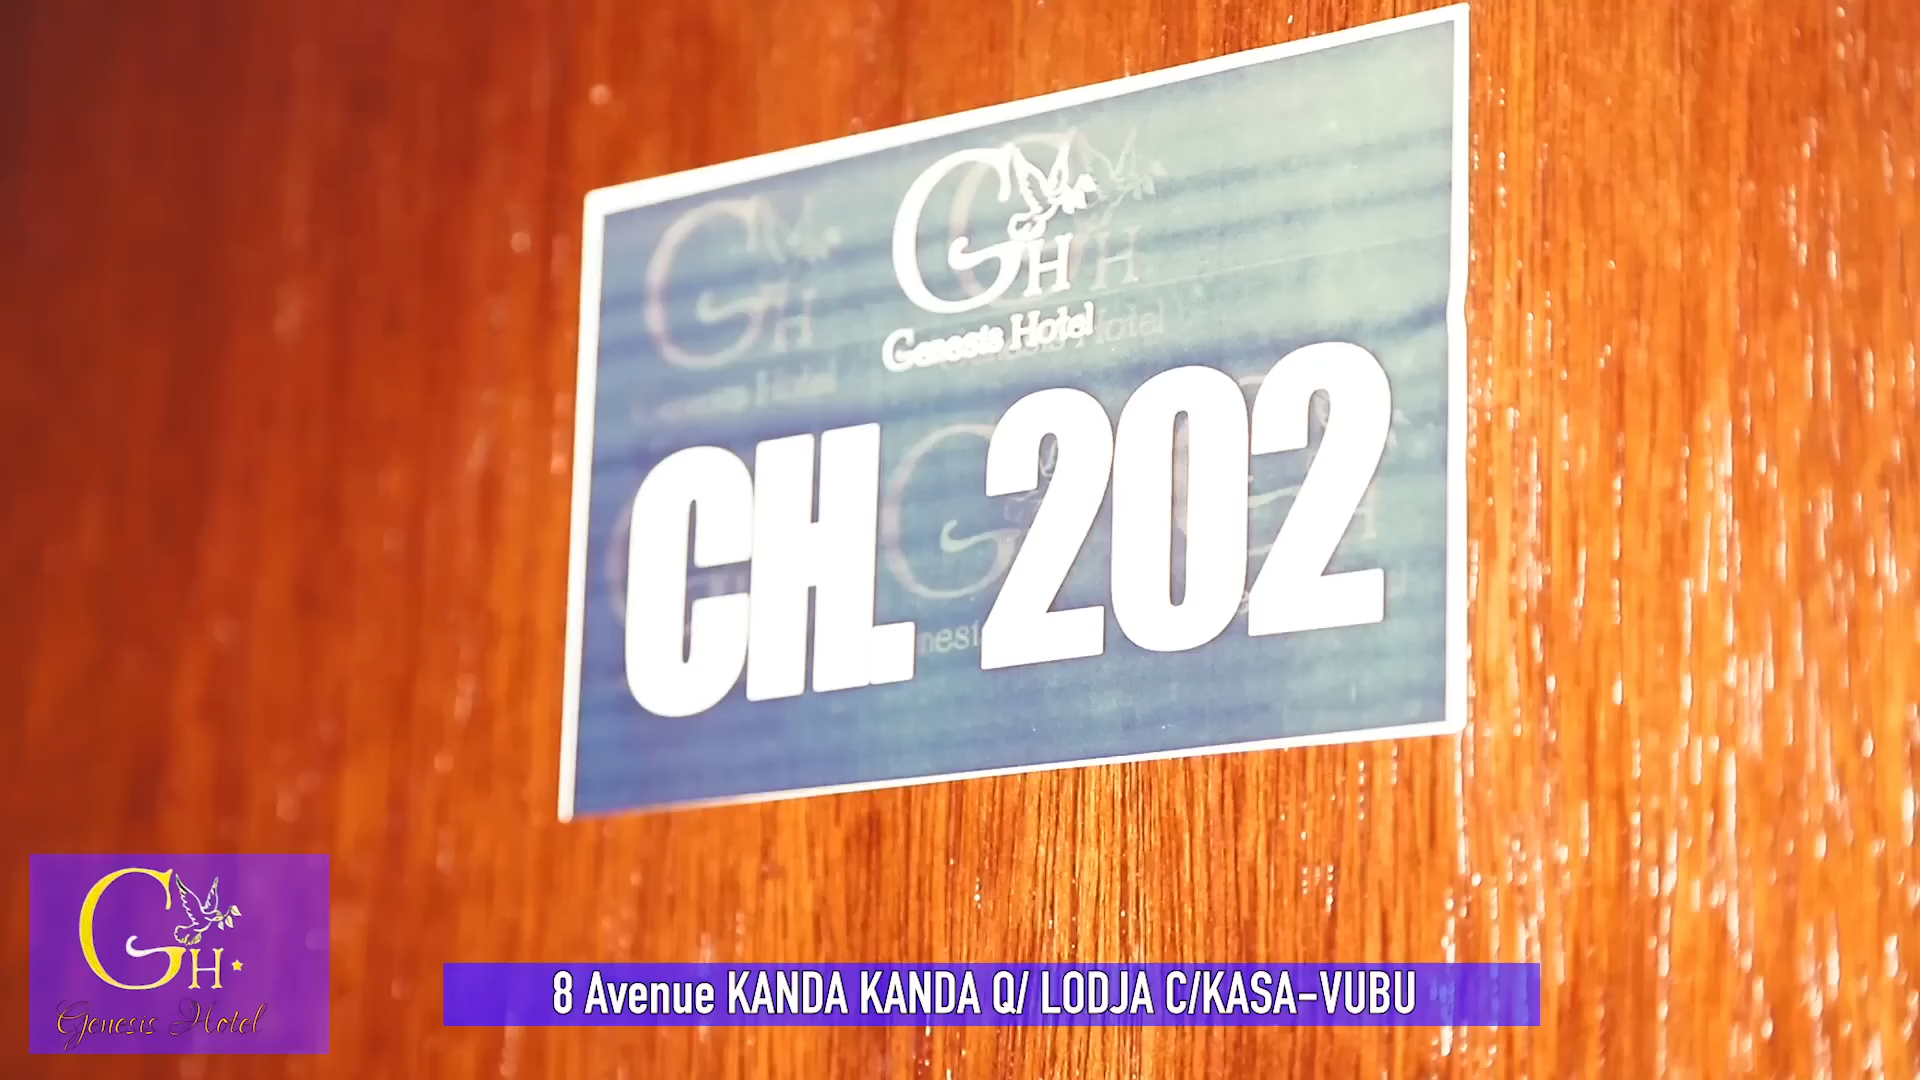 GH
Genesis Hotel
CH. 202
GH
Genesis Hotel
8 Avenue KANDA KANDA Q/ LODJA C/KASA-VUBU